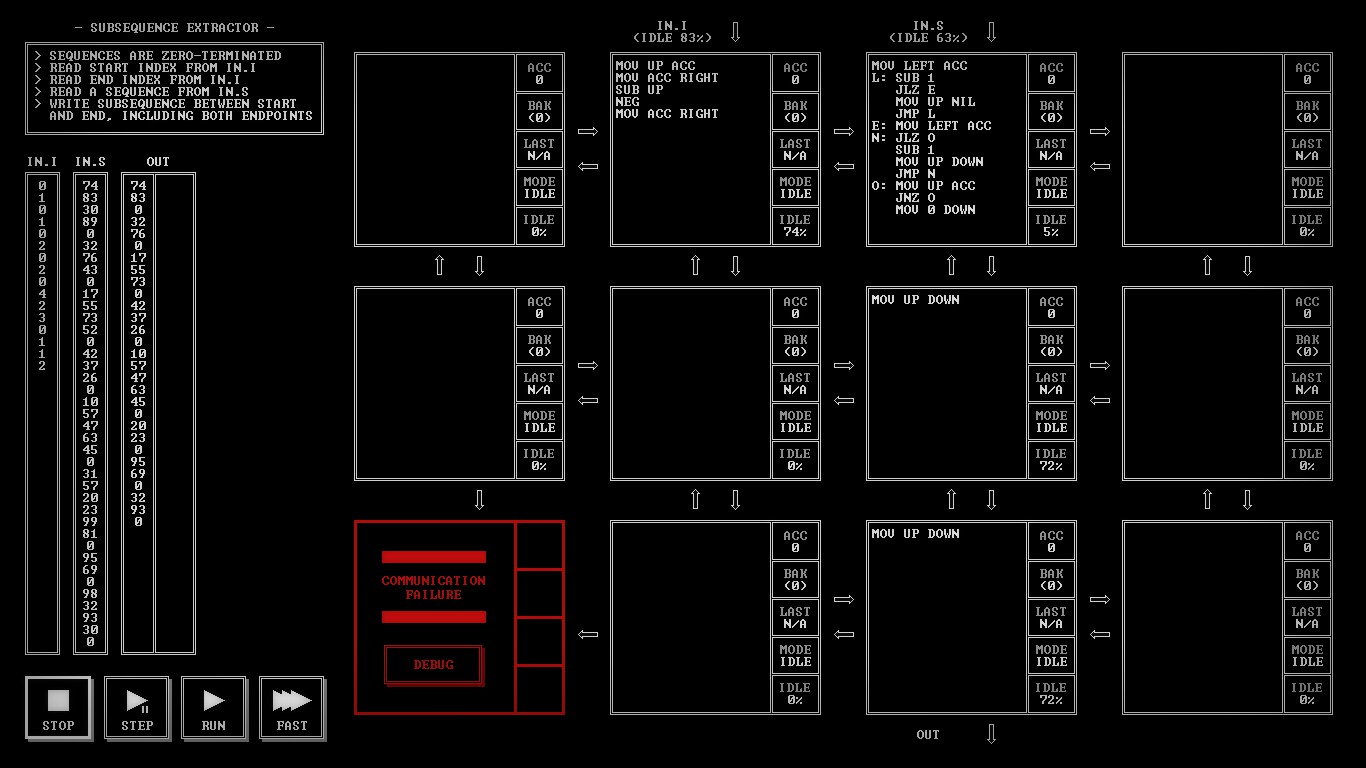 — SUBSEQUENCE EXTRACTOR —
> SEQUENCES ARE ZERO-TERMINATED
> READ START INDEX FROM IN.I
> READ END INDEX FROM IN.I
> READ A SEQUENCE FROM IN.S
> WRITE SUBSEQUENCE BETWEEN START
AND END, INCLUDING BOTH ENDPOINTS
IN.I IN.S OUT
0 74 74
1 83 83
0 30 0
1 89 32
0 0 76
2 32 0
0 76 17
2 43 55
0 0 73
4 17 0
2 55 42
3 73 37
0 52 26
1 0 0
1 42 10
2 37 57
26 47
0 63
10 45
57 0
47 20
63 23
45 0
0 95
31 69
57 0
20 32
23 93
99 0
81
0
95
69
0
98
32
93
30
0
STOP
STEP
RUN
FAST
ACC
0
BAK
(0)
LAST
N/A
MODE
IDLE
IDLE
0%
IN.I
(IDLE 83%)
MOV UP ACC
MOV ACC RIGHT
SUB UP
NEG
MOV ACC RIGHT
ACC
0
BAK
(0)
LAST
N/A
MODE
IDLE
IDLE
74%
IN.S
(IDLE 63%)
MOV LEFT ACC
L: SUB 1
JLZ E
MOV UP NIL
JMP L
E: MOV LEFT ACC
N: JLZ O
SUB 1
MOV UP DOWN
JMP N
O: MOV UP ACC
JNZ O
MOV 0 DOWN
ACC
0
BAK
(0)
LAST
N/A
MODE
IDLE
IDLE
5%
ACC
0
BAK
(0)
LAST
N/A
MODE
IDLE
IDLE
0%
ACC
0
BAK
(0)
LAST
N/A
MODE
IDLE
IDLE
0%
ACC
0
BAK
(0)
LAST
N/A
MODE
IDLE
IDLE
0%
MOV UP DOWN
ACC
0
BAK
(0)
LAST
N/A
MODE
IDLE
IDLE
72%
ACC
0
BAK
(0)
LAST
N/A
MODE
IDLE
IDLE
0%
COMMUNICATION
FAILURE
DEBUG
ACC
0
BAK
(0)
LAST
N/A
MODE
IDLE
IDLE
0%
MOV UP DOWN
ACC
0
BAK
(0)
LAST
N/A
MODE
IDLE
IDLE
72%
OUT
ACC
0
BAK
(0)
LAST
N/A
MODE
IDLE
IDLE
0%